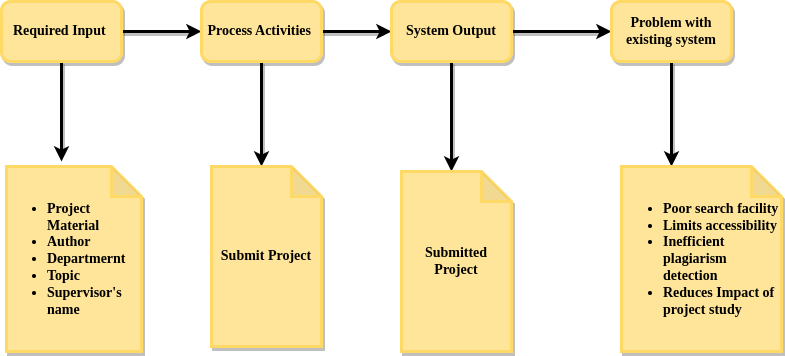 Required Input
Process Activities
System Output
Problem with
existing system
• Project
Material
• Author
• Departmernt
• Topic
• Supervisor's
name
Submit Project
Submitted
Project
• Poor search facility
• Limits accessibility
• Inefficient
plagiarism
detection
• Reduces Impact of
project study